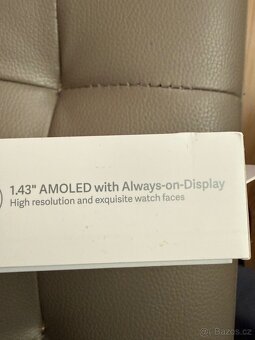 1.43" AMOLED with Always-on-Display
High resolution and exquisite watch faces
Bazos.cz